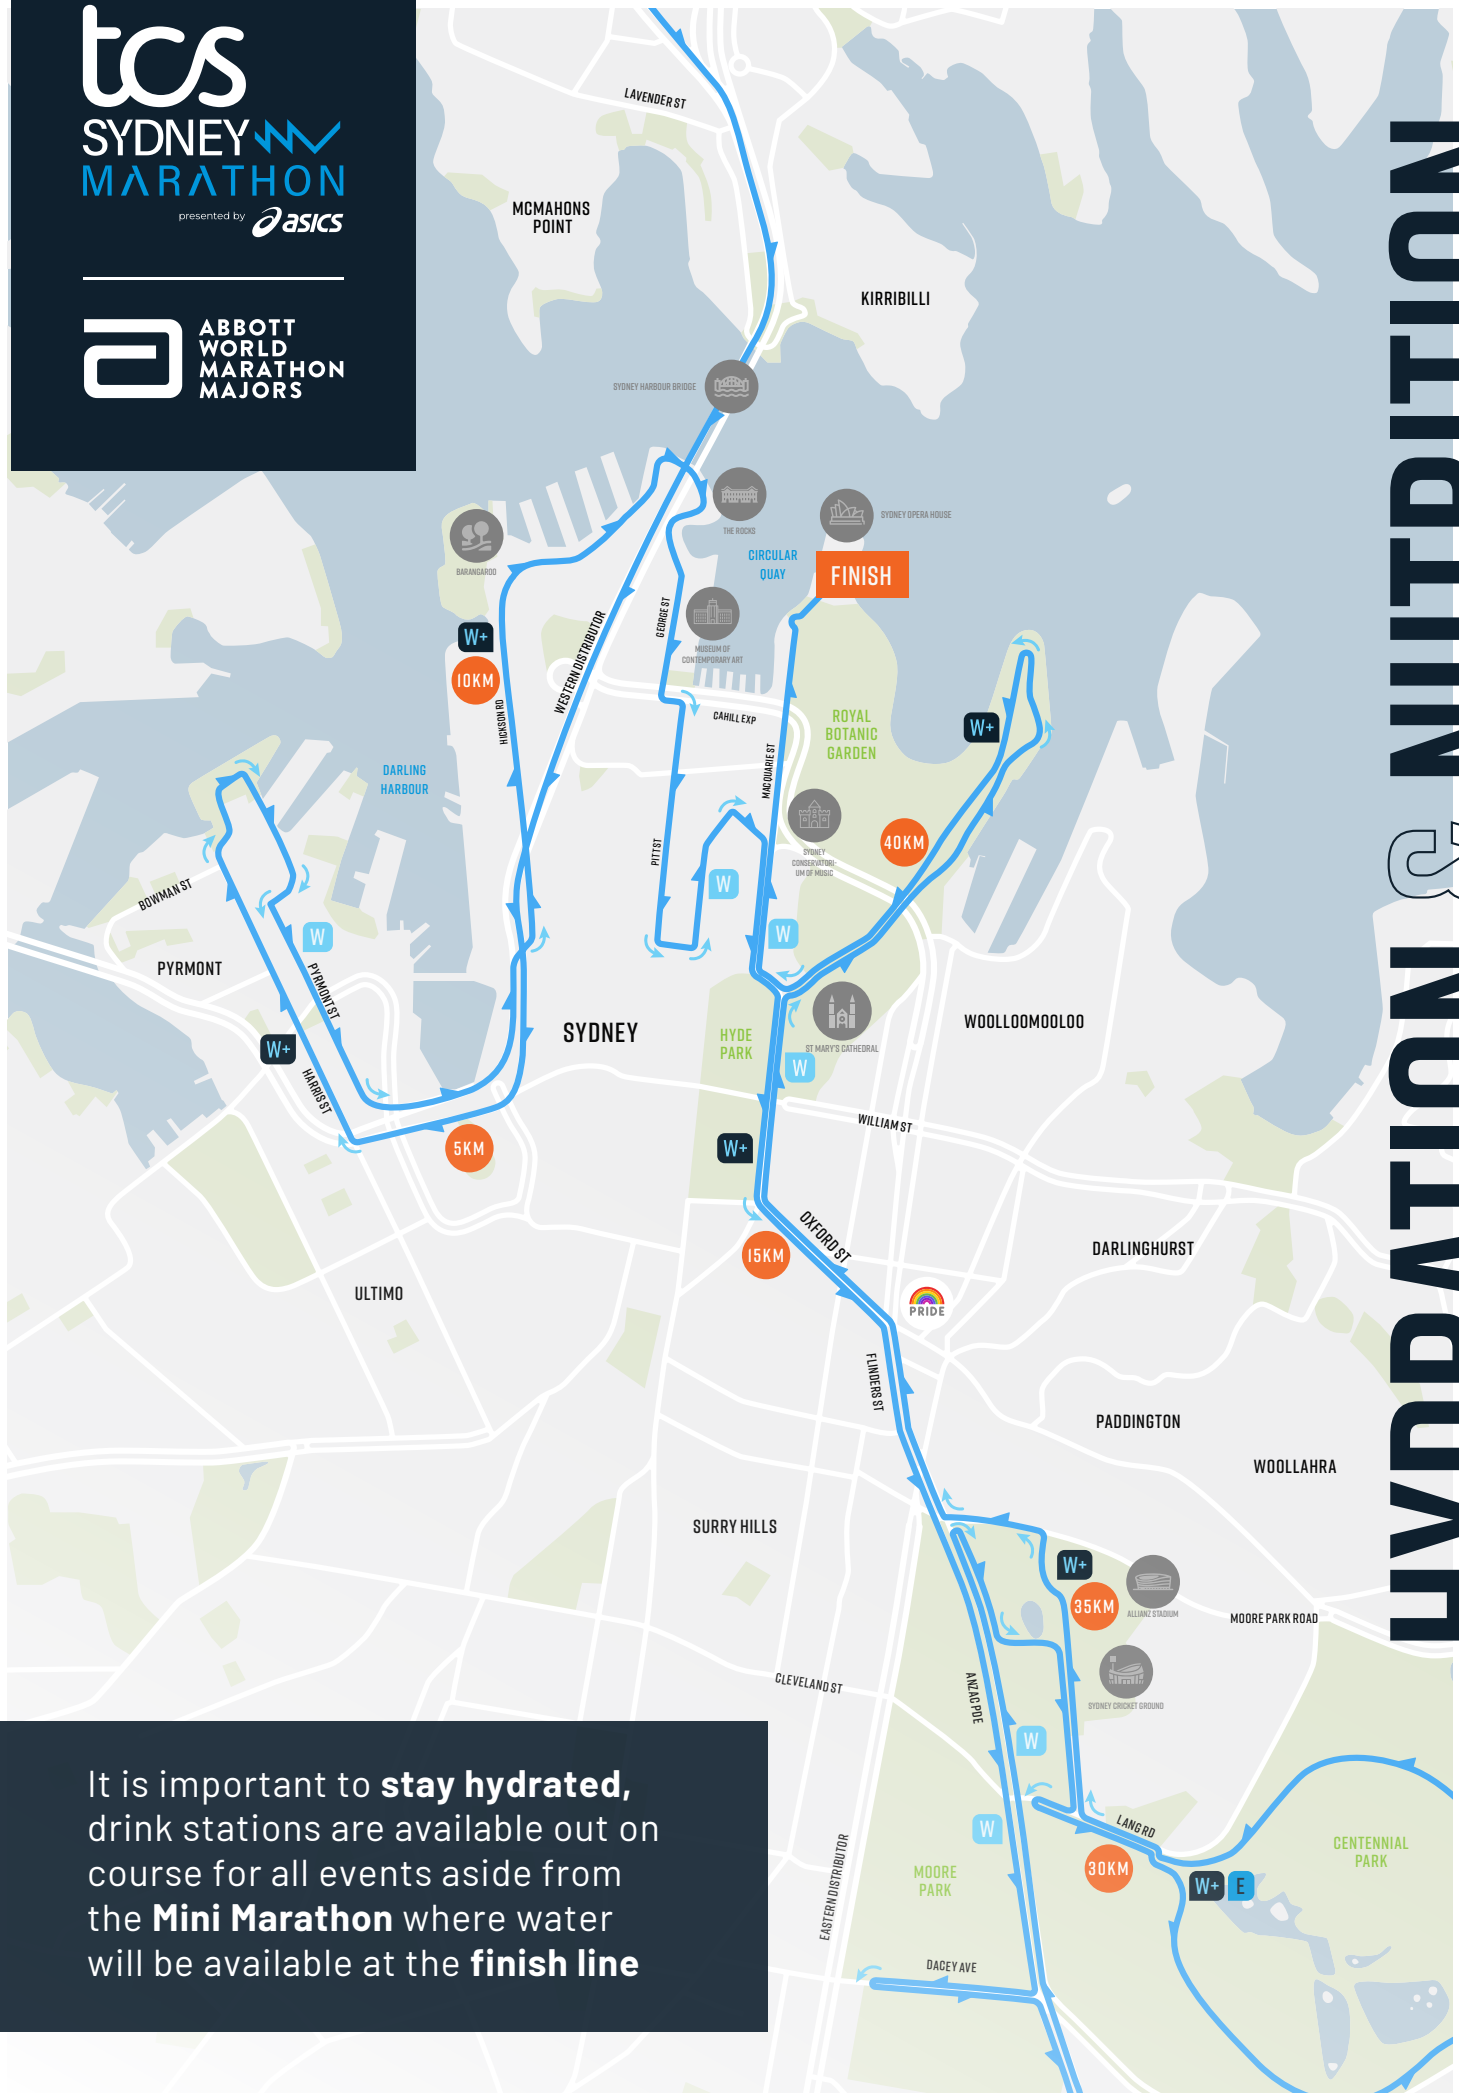 tcs
SYDNEY
MARATHON
presented by asics
ABBOTT
WORLD
MARATHON
MAJORS
HYDRATION & NUTRITION
LAVENDER ST
MCMAHONS
POINT
KIRRIBILLI
SYDNEY HARBOUR BRIDGE
THE ROCKS
SYDNEY OPERA HOUSE
BARANGAROO
CIRCULAR
QUAY
FINISH
GEORGE ST
MUSEUM OF
CONTEMPORARY ART
W+
10KM
HICKSON RD
WESTERN DISTRIBUTOR
CAHILL EXP
ROYAL
BOTANIC
GARDEN
W+
DARLING
HARBOUR
MACQUARIE ST
PITT ST
SYDNEY
CONSERVATORI-
UM OF MUSIC
40KM
BOWMAN ST
W
W
W
PYRMONT
PYRMONT ST
W+
HARRIS ST
SYDNEY
HYDE
PARK
ST MARY'S CATHEDRAL
W
WOOLLOOMOOLOO
5KM
W+
WILLIAM ST
OXFORD ST
15KM
DARLINGHURST
ULTIMO
PRIDE
FLINDERS ST
PADDINGTON
WOOLLAHRA
SURRY HILLS
W+
35KM
ALLIANZ STADIUM
MOORE PARK ROAD
CLEVELAND ST
ANZAC PDE
SYDNEY CRICKET GROUND
W
W
LANG RD
30KM
CENTENNIAL
PARK
W+ E
MOORE
PARK
EASTERN DISTRIBUTOR
DACEY AVE
It is important to stay hydrated,
drink stations are available out on
course for all events aside from
the Mini Marathon where water
will be available at the finish line